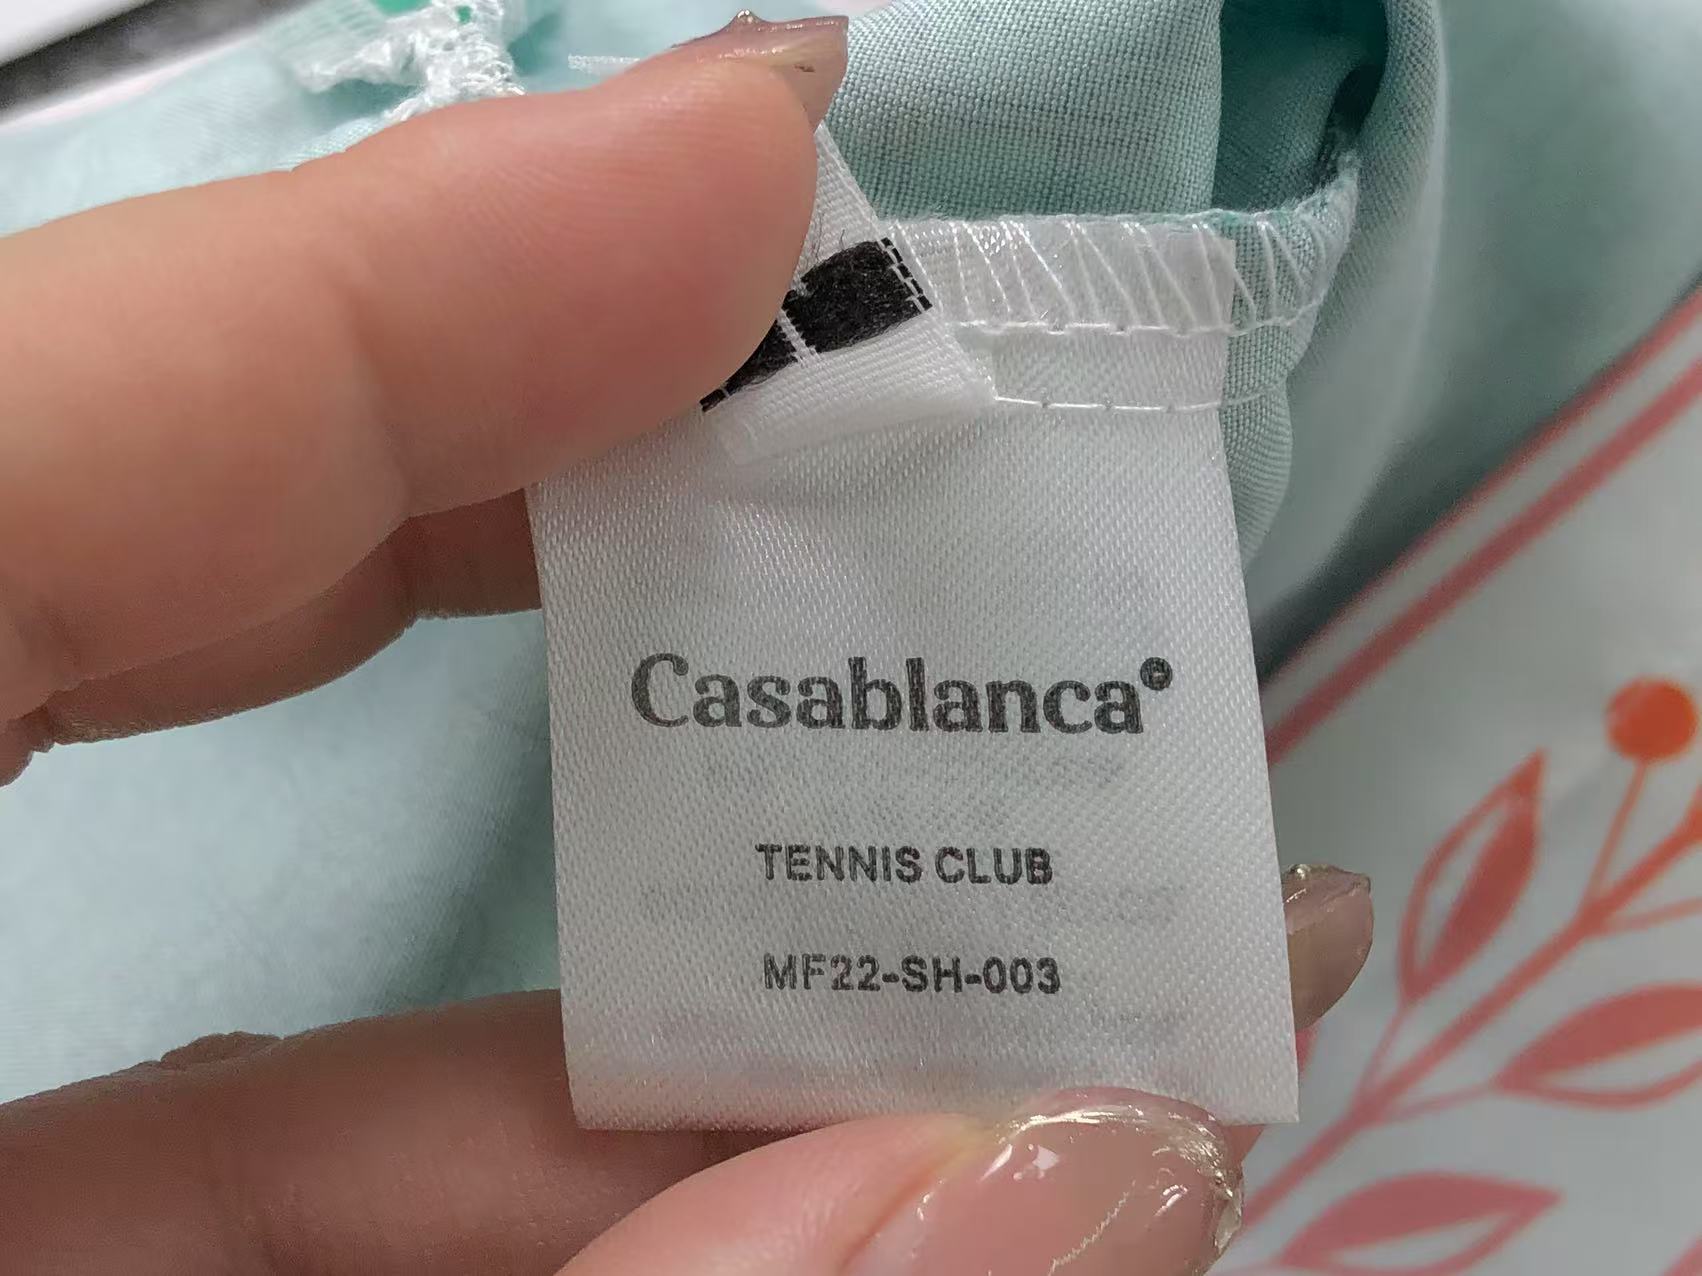 Casablanca®
TENNIS CLUB
MF22-SH-003